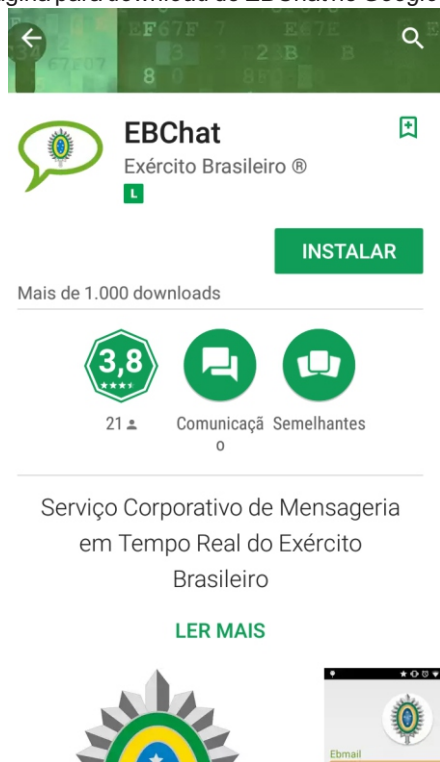 EBChat
Exército Brasileiro ®
L
INSTALAR
Mais de 1.000 downloads
3,8
21
Comunicaçã
o
Semelhantes
Serviço Corporativo de Mensageria
em Tempo Real do Exército
Brasileiro
LER MAIS
Ebmail